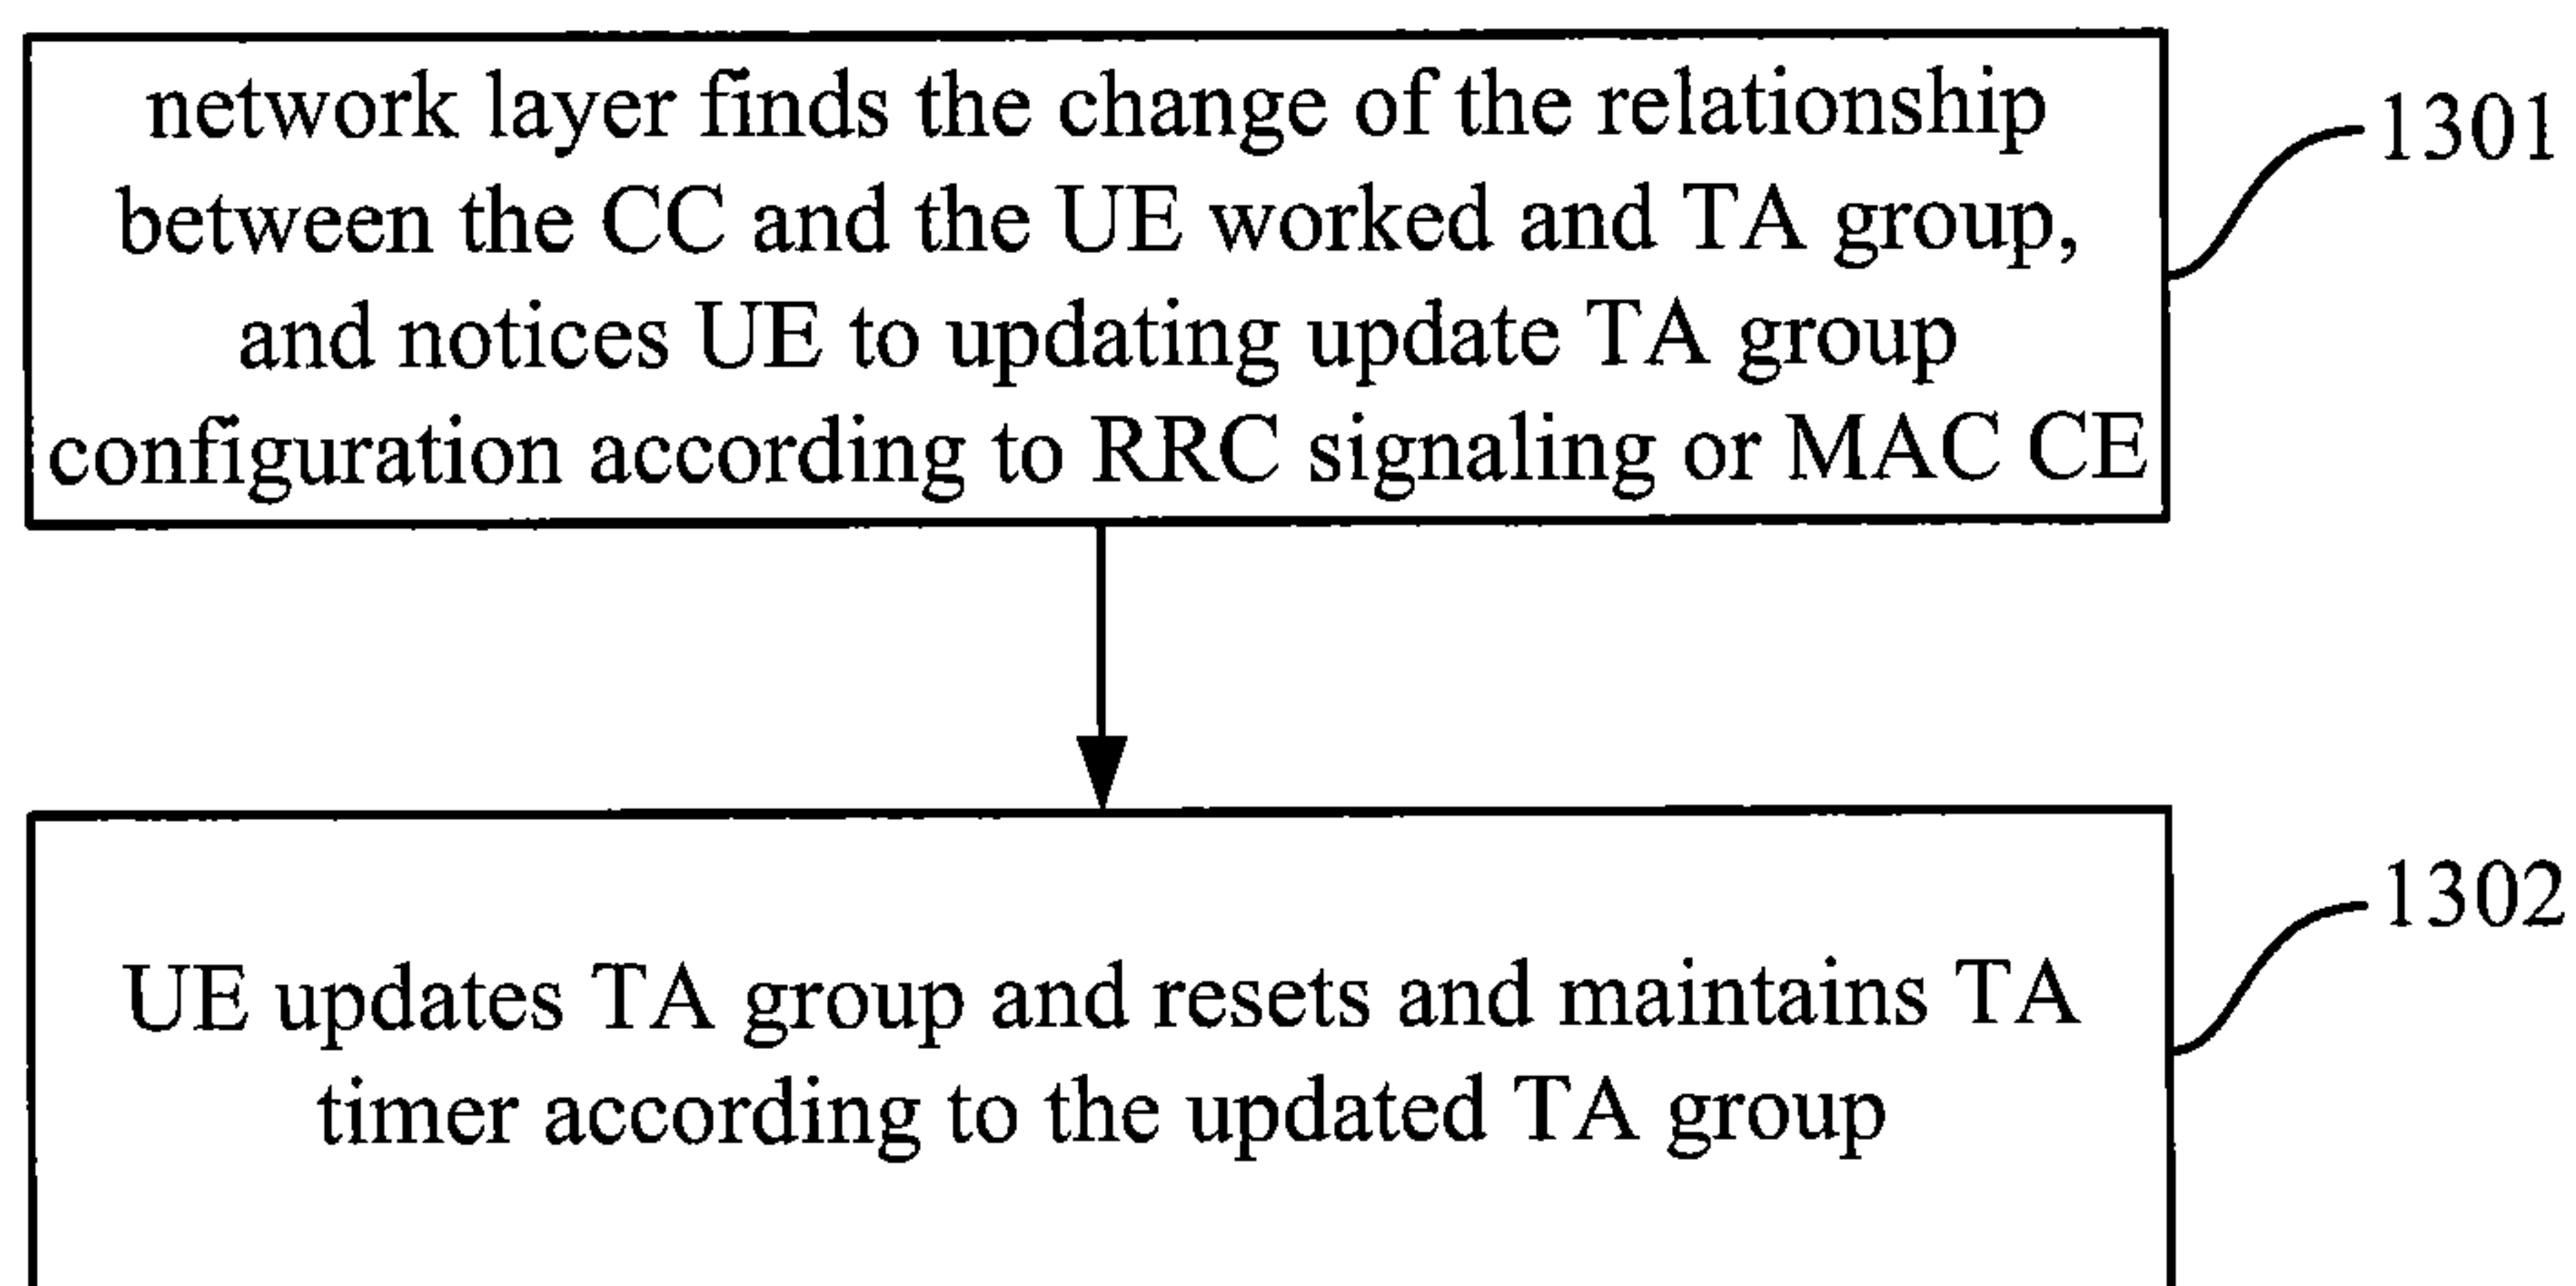 network layer finds the change of the relationship
between the CC and the UE worked and TA group,
and notices UE to updating update TA group
configuration according to RRC signaling or MAC CE
1301
UE updates TA group and resets and maintains TA
timer according to the updated TA group
1302